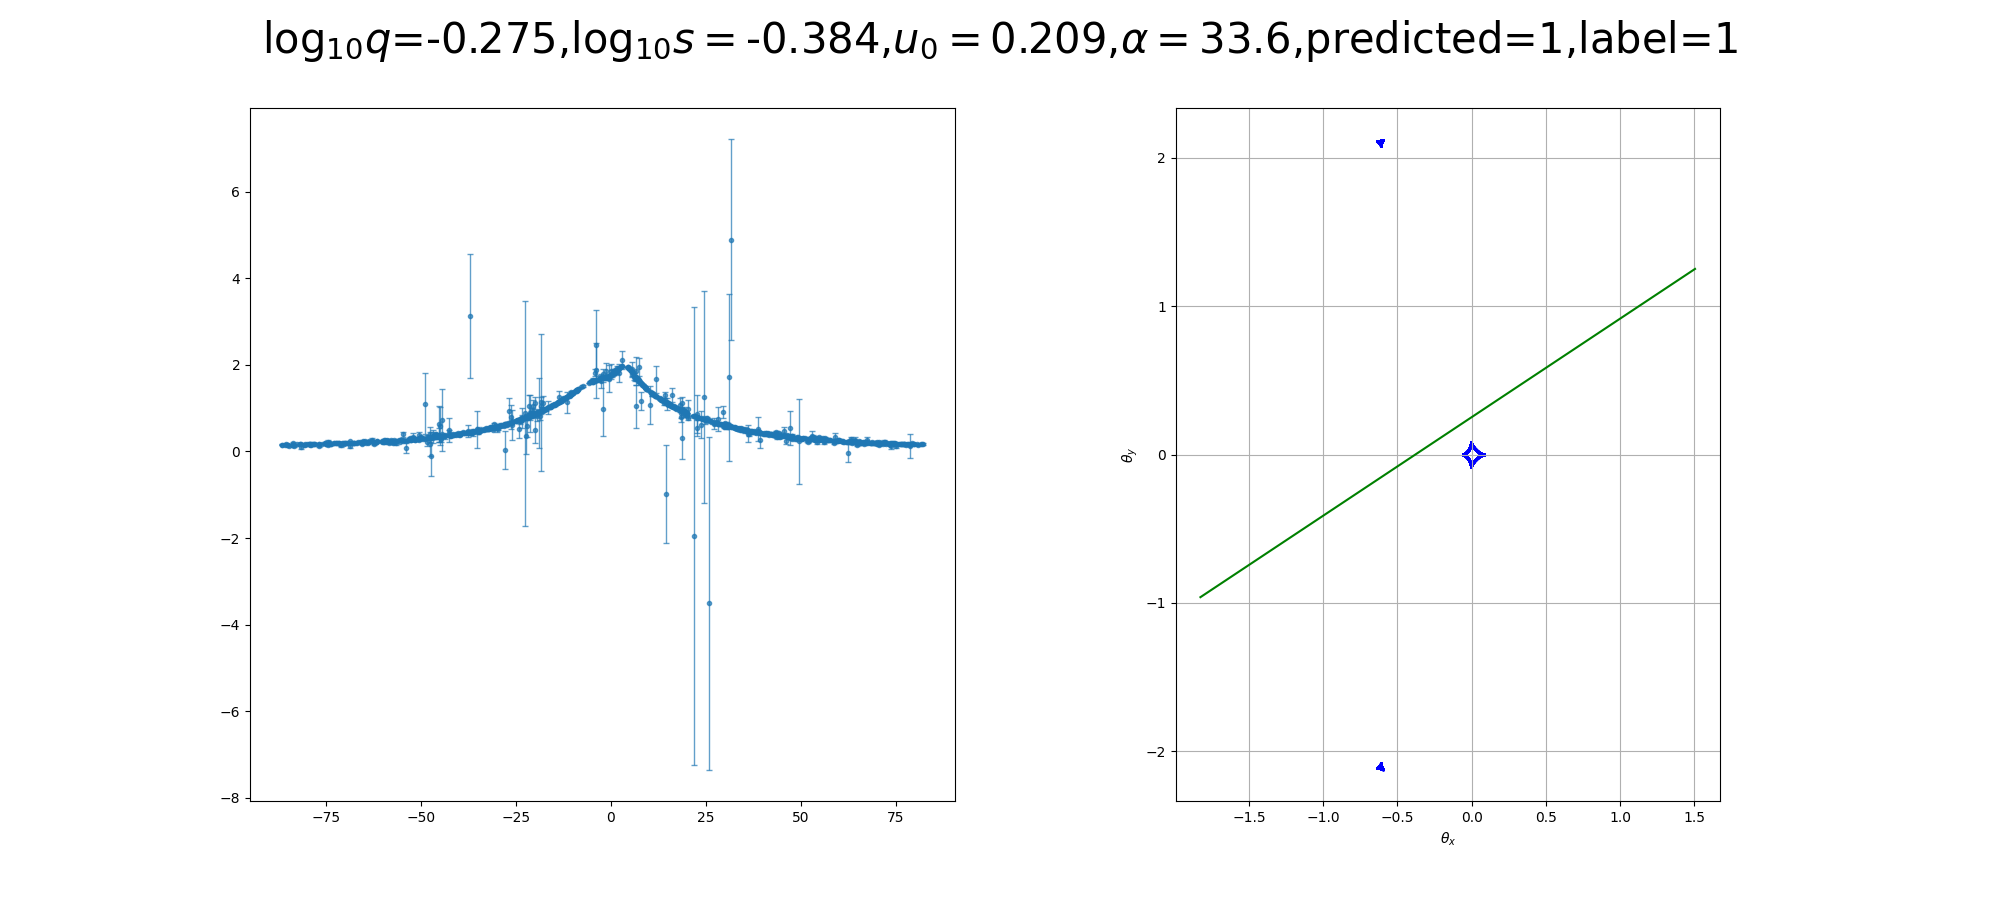 log₁₀q=-0.275,log₁₀s = -0.384,u₀ = 0.209,α = 33.6,predicted=1,label=1
6
4
2
0
−2
−4
−6
−8
−75 −50 −25 0 25 50 75
2
1
0
−1
−2
θy
−1.5 −1.0 −0.5 0.0 0.5 1.0 1.5
θx